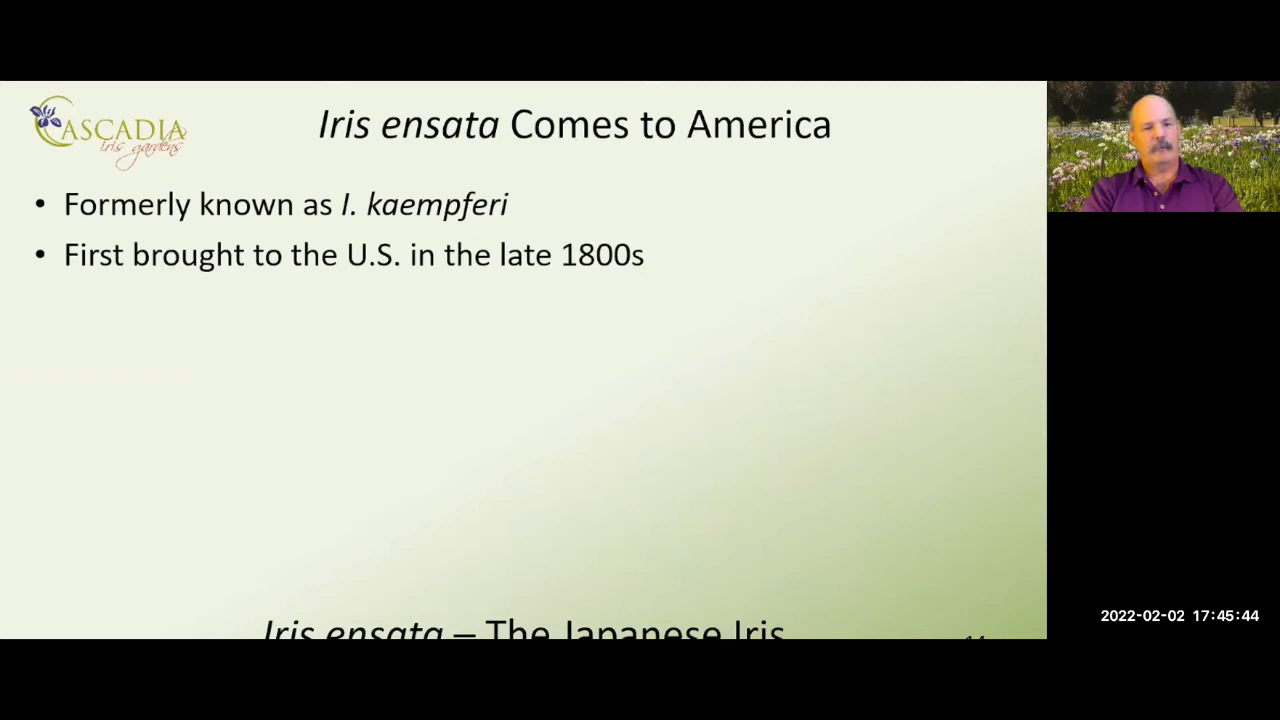 CASCADIA
iris gardens
Iris ensata Comes to America
• Formerly known as I. kaempferi
• First brought to the U.S. in the late 1800s
Iris ensata – The Japanese Iris
14
2022-02-02 17:45:44